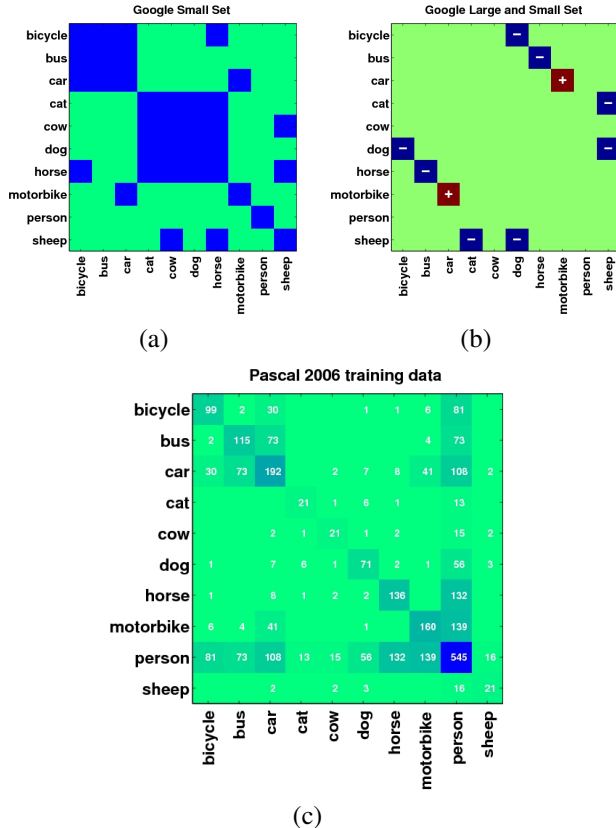 Google Small Set
bicycle
bus
car
cat
cow
dog
horse
motorbike
person
sheep
bicycle bus car cat cow dog horse motorbike person sheep
(a)
Google Large and Small Set
bicycle − 
bus −
car +
cat −
cow
dog − −
horse −
motorbike +
person
sheep − −
bicycle bus car cat cow dog horse motorbike person sheep
(b)
Pascal 2006 training data
bicycle 99 2 30 1 1 6 81
bus 2 115 73 4 73
car 30 73 192 2 7 8 41 108 2
cat 21 1 6 1 13
cow 2 1 21 1 2 15 2
dog 1 7 6 1 71 2 1 56 3
horse 1 8 1 2 2 136 132
motorbike 6 4 41 1 160 139
person 81 73 108 13 15 56 132 139 545 16
sheep 2 2 3 16 21
bicycle bus car cat cow dog horse motorbike person sheep
(c)